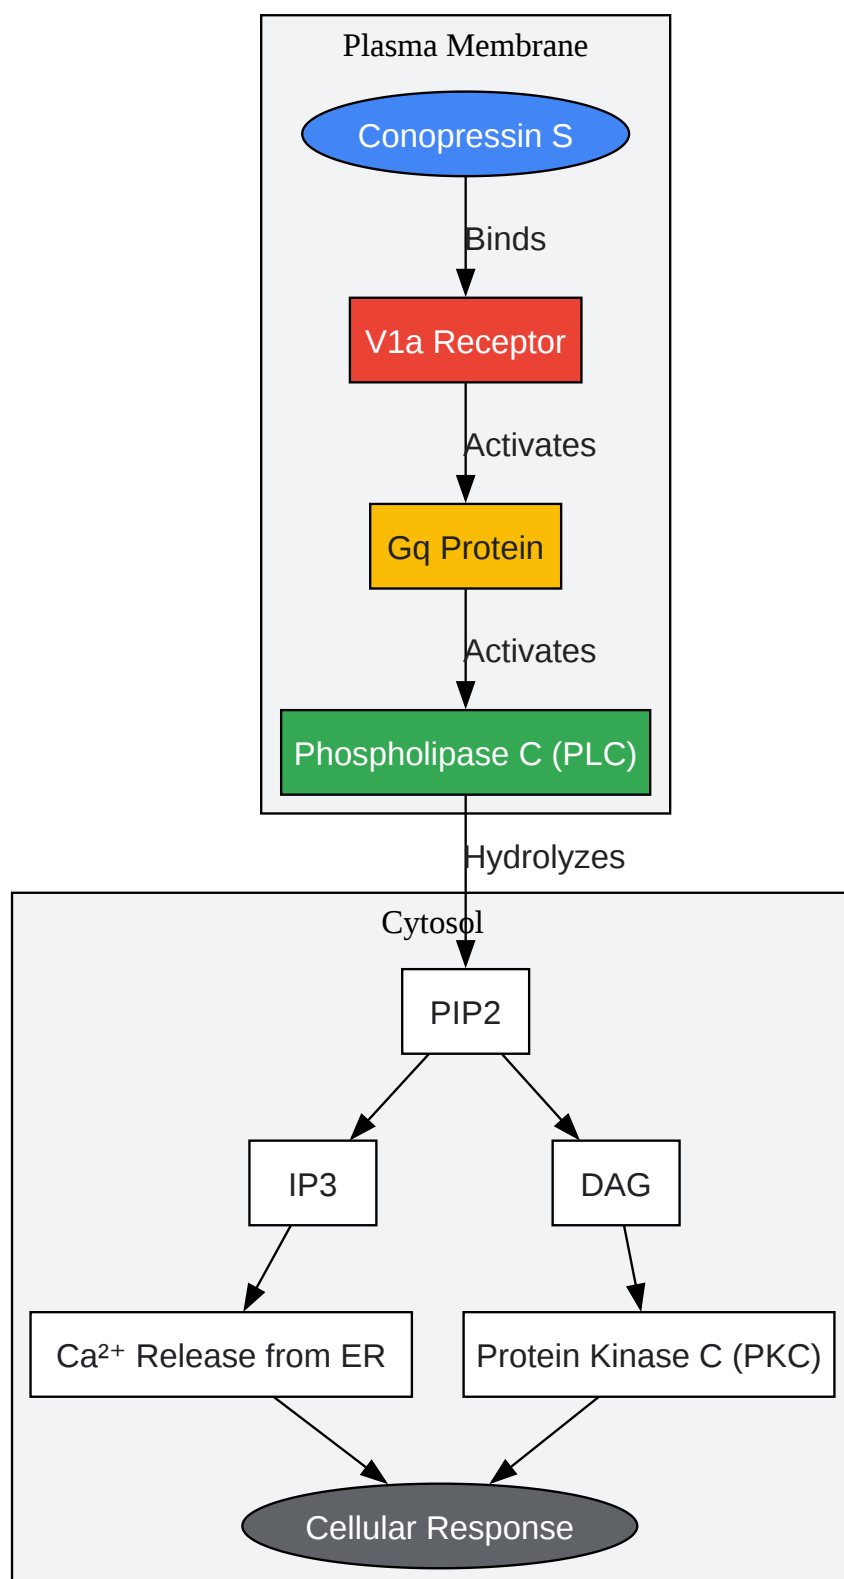 Plasma Membrane
Conopressin S
Binds
V1a Receptor
Activates
Gq Protein
Activates
Phospholipase C (PLC)
Hydrolyzes
Cytosol
PIP2
IP3
DAG
Ca²⁺ Release from ER
Protein Kinase C (PKC)
Cellular Response